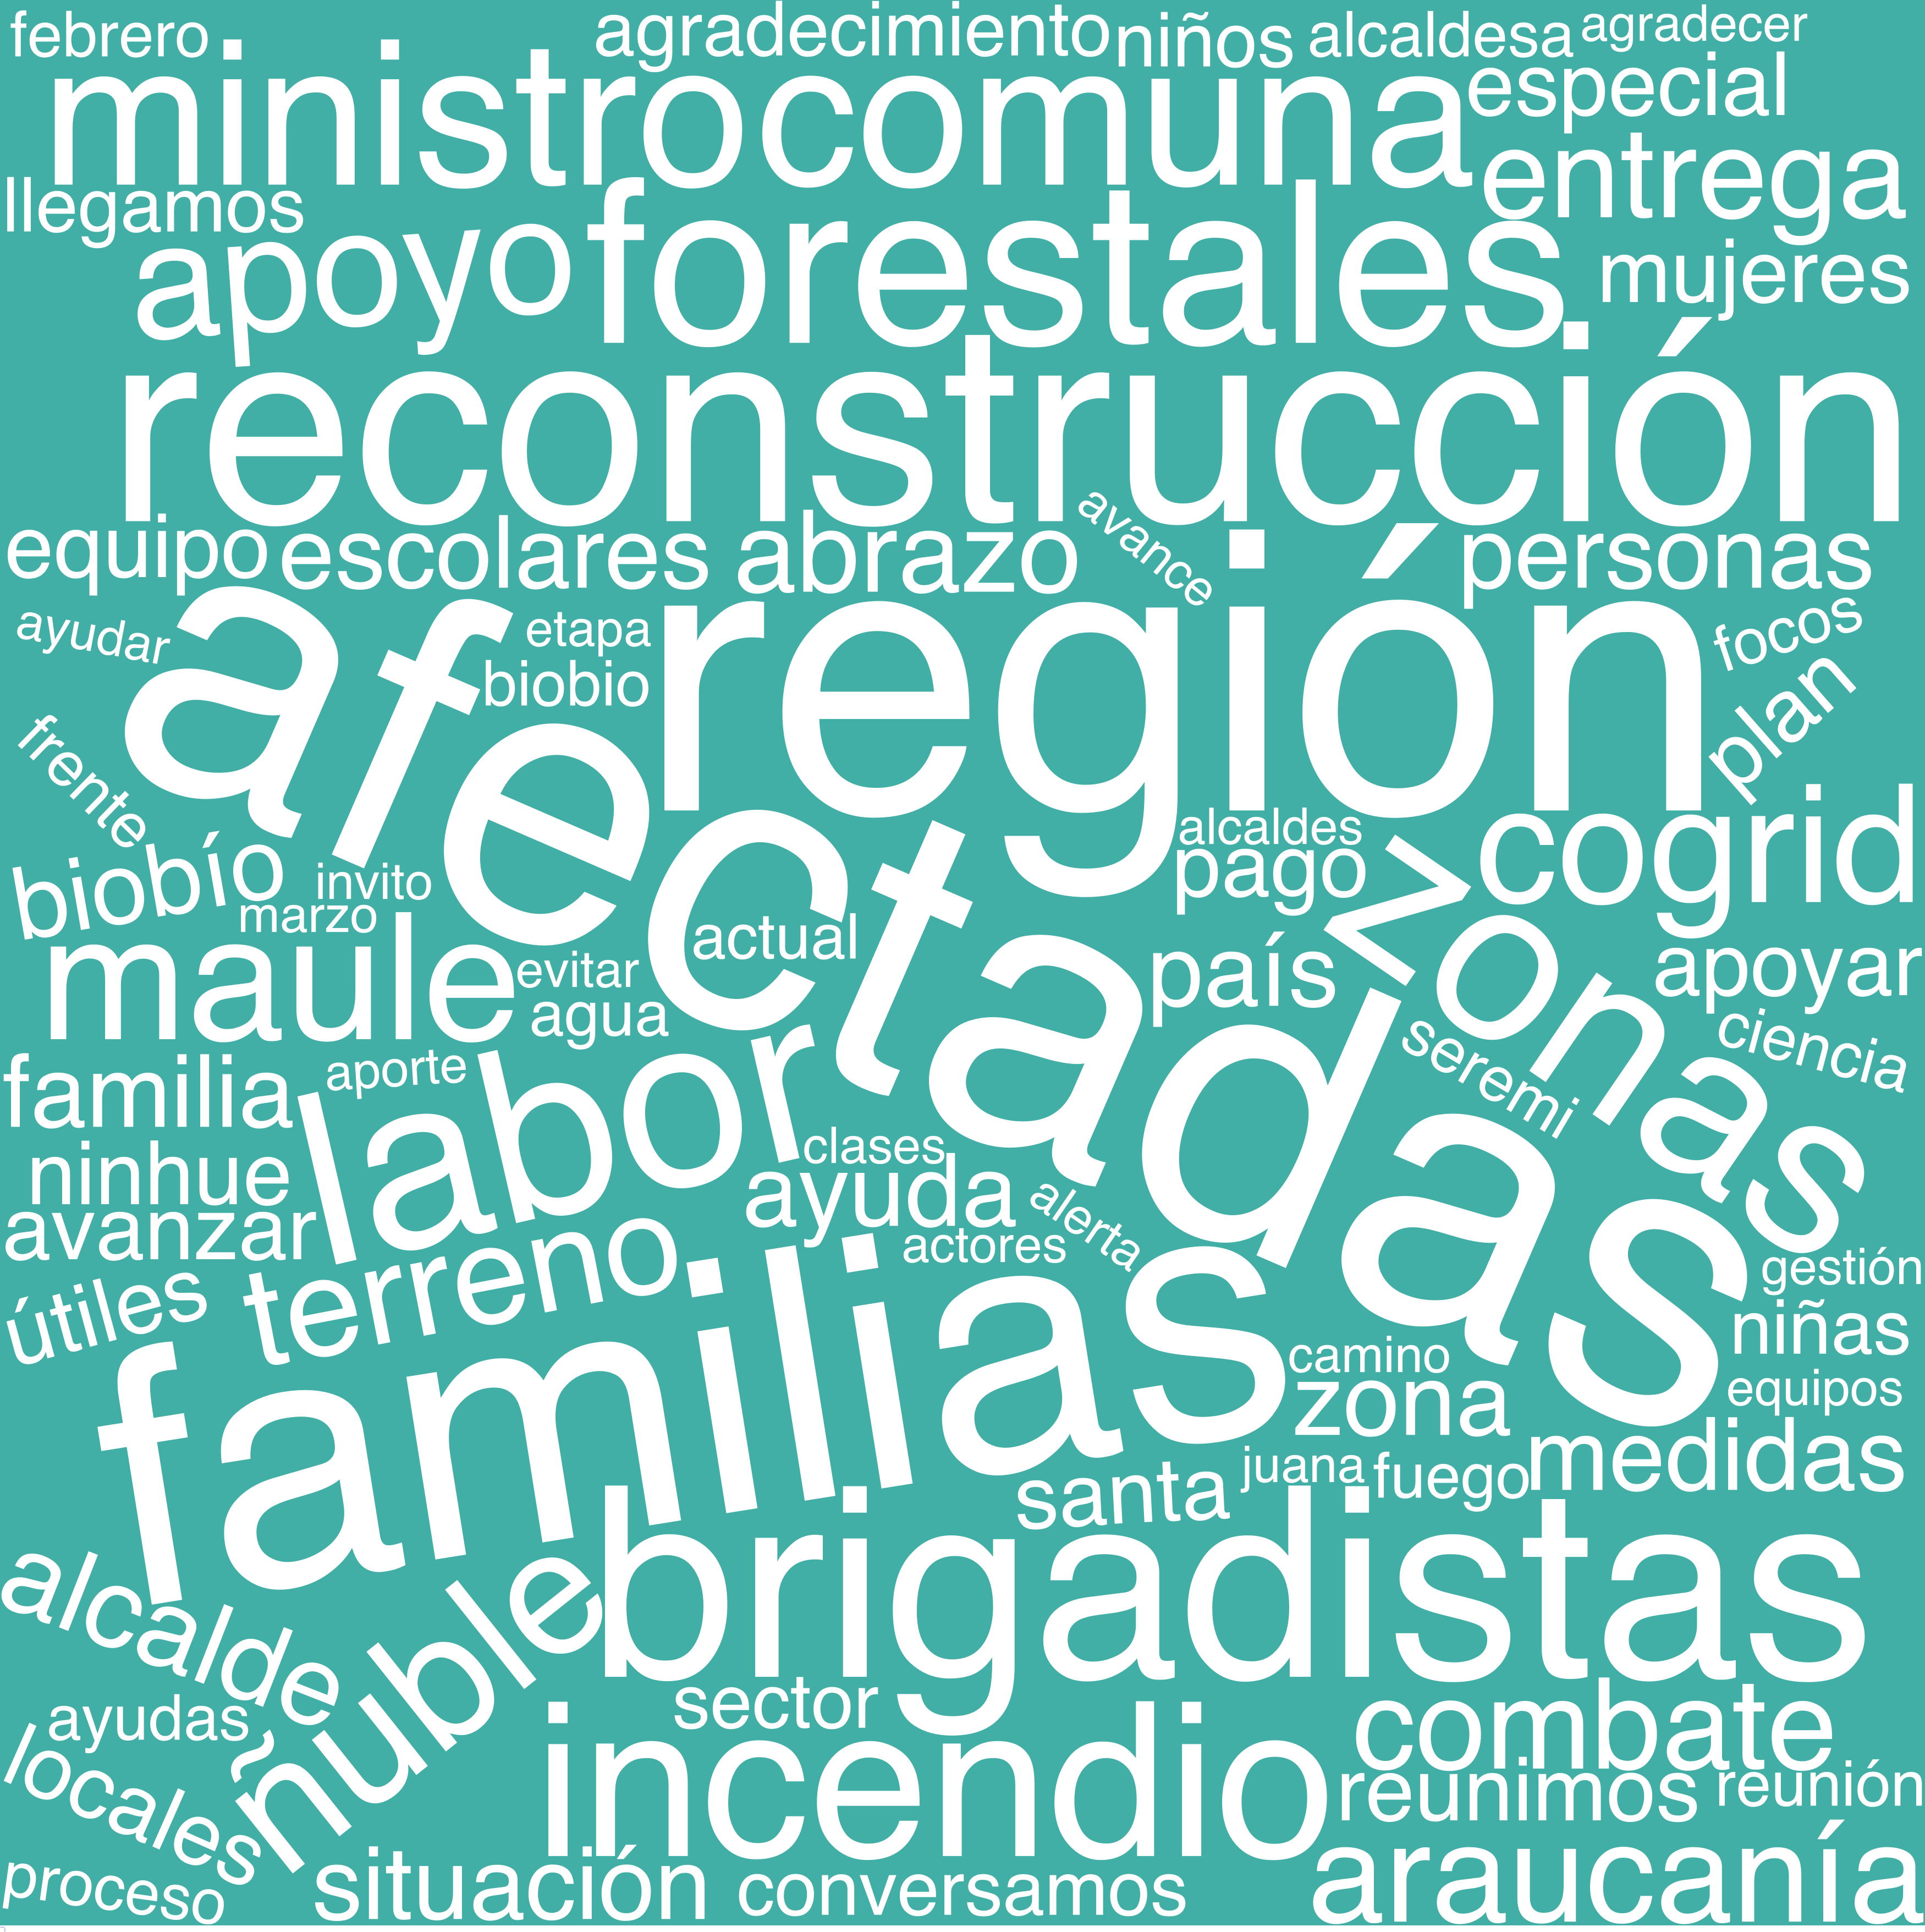 febrero
agradecimiento
niños
alcaldesa
agradecer
ministro
comuna
especial
entrega
llegamos
apoyo
forestales
mujeres
reconstrucción
equipo
escolares
abrazo
avance
personas
ayudar
afectadas
etapa
biobio
región
focos
plan
frente
biobío
invito
marzo
alcaldes
pago
zonas
cogrid
maule
evitar
agua
actual
país
apoyar
ciencia
seremi
familia
aporte
labor
clases
ayuda
alerta
actores
ninhue
avanzar
útiles
terreno
gestión
niñas
equipos
camino
zona
familias
santa
juana
fuego
medidas
brigadistas
alcalde
ñuble
ayudas
sector
locales
incendio
combate
reunimos
reunión
proceso
situación
conversamos
araucanía